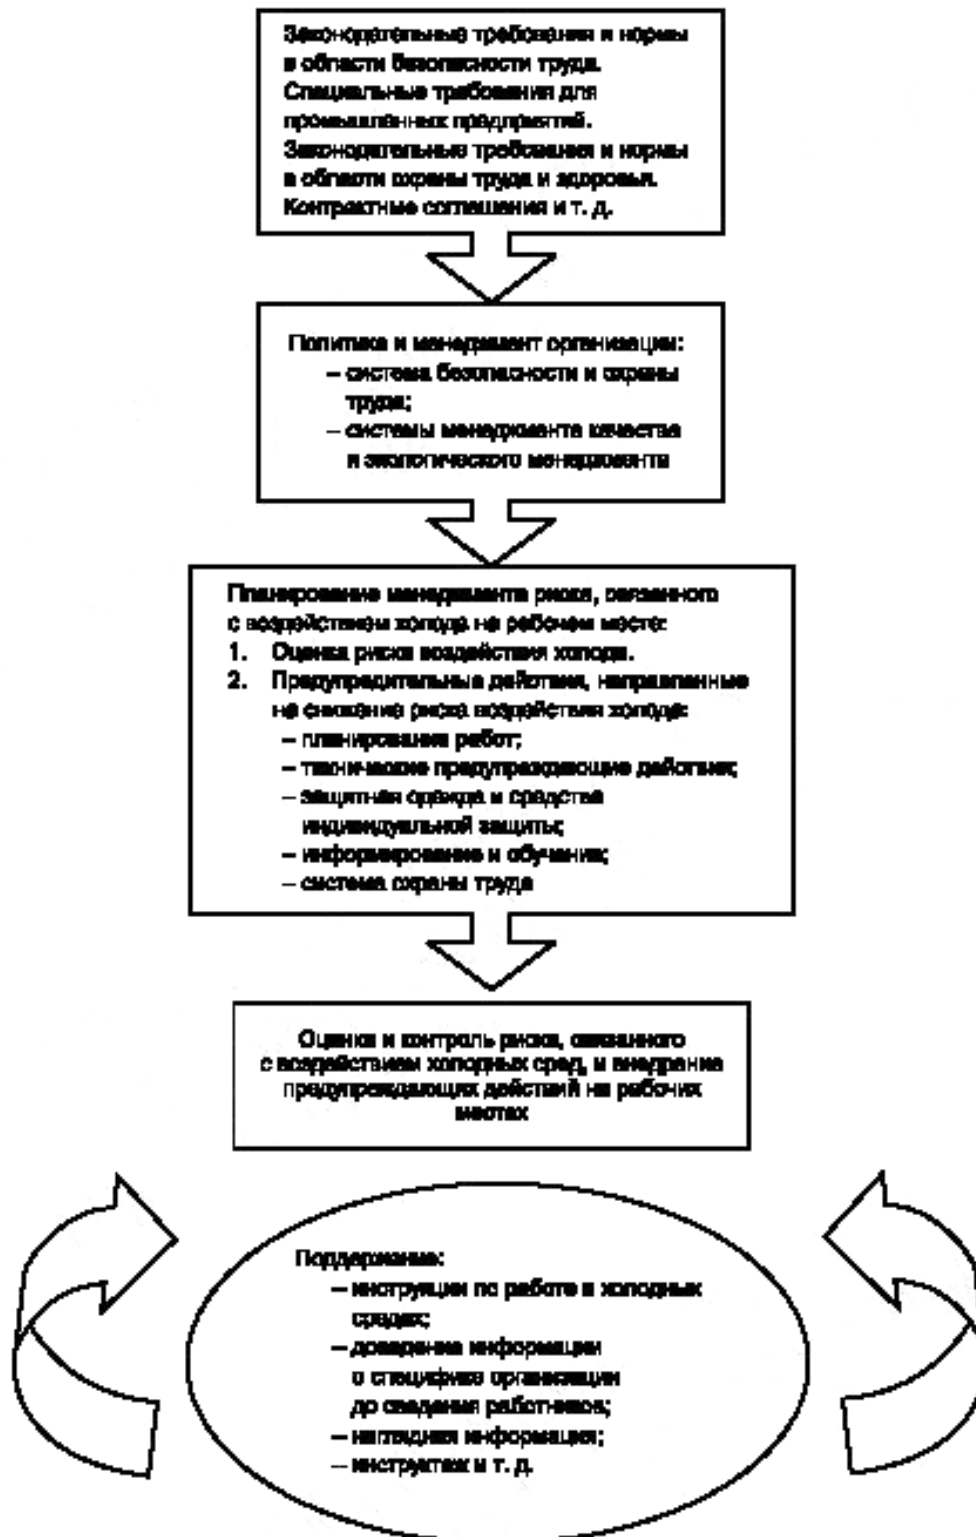 Законодательные требования и нормы
в области безопасности труда.
Специальные требования для
промышленных предприятий.
Законодательные требования и нормы
в области охраны труда и здоровья.
Контрактные соглашения и т. д.
Политика и менеджмент организации:
– система безопасности и охраны
труда;
– системы менеджмента качества
и экологического менеджмента
Планирование менеджмента риска, связанного
с воздействием холода на рабочем месте:
1. Оценка риска воздействия холода.
2. Предупредительные действия, направленные
на снижение риска воздействия холода:
– планирование работ;
– технические предупреждающие действия;
– защитная одежда и средства
индивидуальной защиты;
– информирование и обучение;
– система охраны труда
Оценка и контроль риска, связанного
с воздействием холодных сред, и внедрение
предупреждающих действий на рабочих
местах
Поддержание:
– инструкции по работе в холодных
средах;
– доведение информации
о специфике организации
до сведения работников;
– наглядная информация;
– инструктаж и т. д.